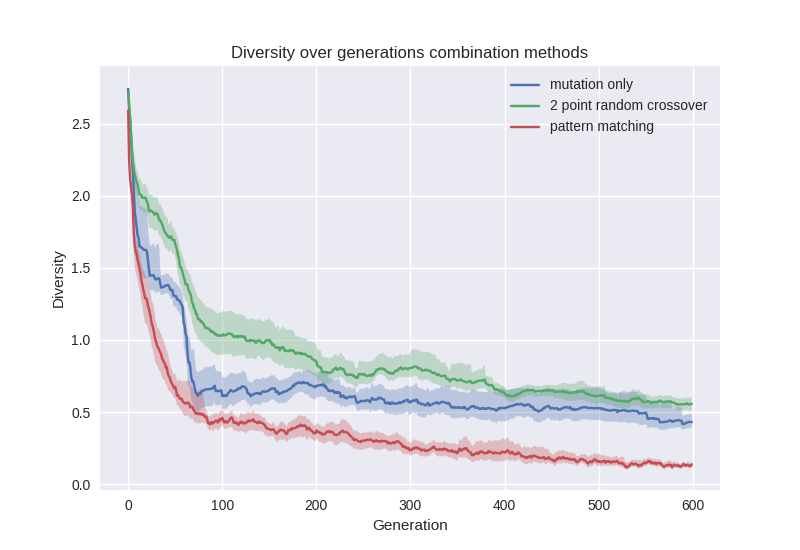 Diversity over generations combination methods
mutation only
2 point random crossover
pattern matching
Diversity
2.5
2.0
1.5
1.0
0.5
0.0
0 100 200 300 400 500 600
Generation